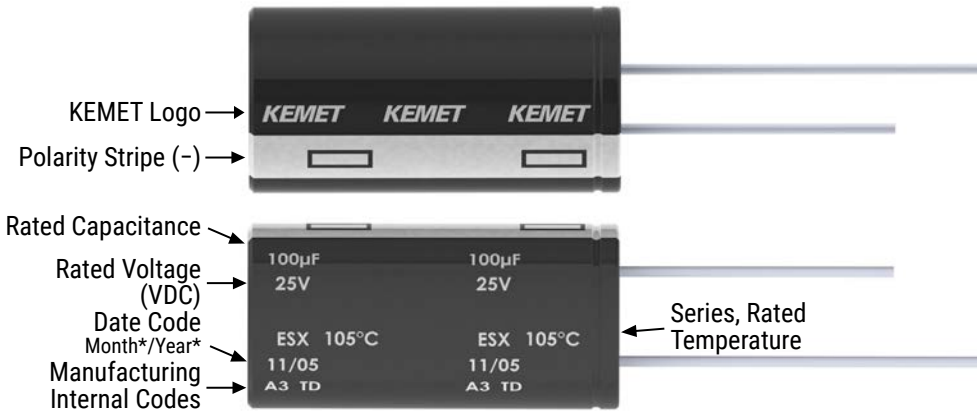 KEMET Logo
KEMET KEMET KEMET
Polarity Stripe (−)
Rated Capacitance
100µF 100µF
Rated Voltage
(VDC)
25V 25V
Date Code
Month*/Year*
ESX 105°C ESX 105°C
Series, Rated
Temperature
11/05 11/05
Manufacturing
Internal Codes
A3 TD A3 TD